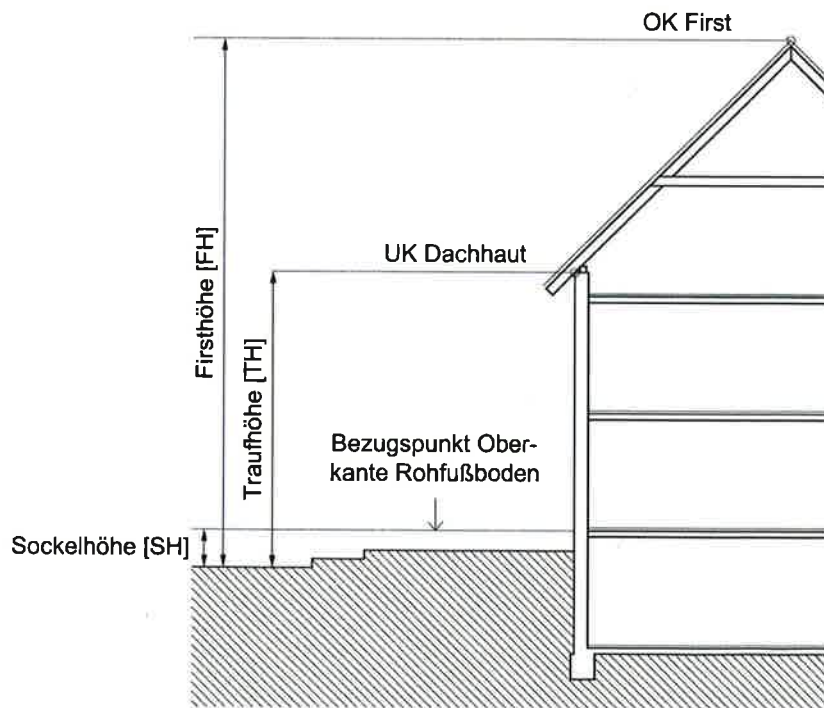 OK First
UK Dachhaut
Firsthöhe [FH]
Traufhöhe [TH]
Bezugspunkt Ober-
kante Rohfußboden
Sockelhöhe [SH]